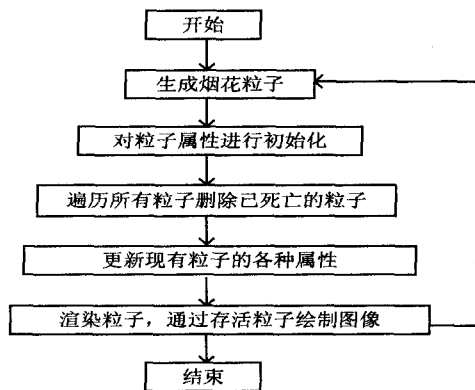 开始
生成烟花粒子
对粒子属性进行初始化
遍历所有粒子删除已死亡的粒子
更新现有粒子的各种属性
渲染粒子，通过存活粒子绘制图像
结束